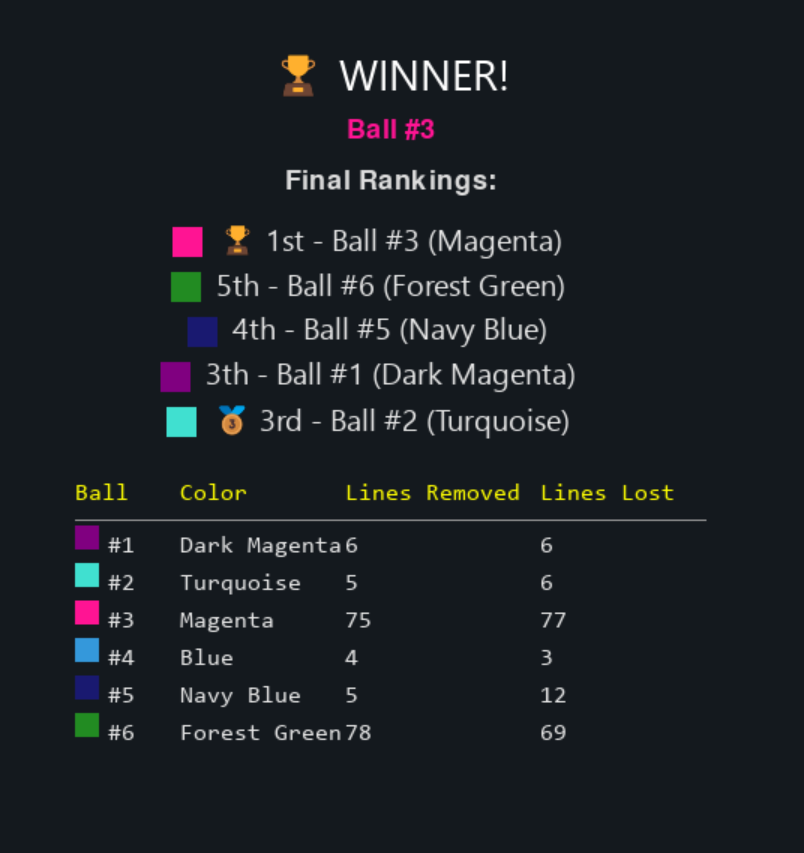 🏆 WINNER!
Ball #3
Final Rankings:
🏆 1st - Ball #3 (Magenta)
5th - Ball #6 (Forest Green)
4th - Ball #5 (Navy Blue)
3th - Ball #1 (Dark Magenta)
🥉 3rd - Ball #2 (Turquoise)
Ball Color Lines Removed Lines Lost
#1 Dark Magenta 6 6
#2 Turquoise 5 6
#3 Magenta 75 77
#4 Blue 4 3
#5 Navy Blue 5 12
#6 Forest Green 78 69